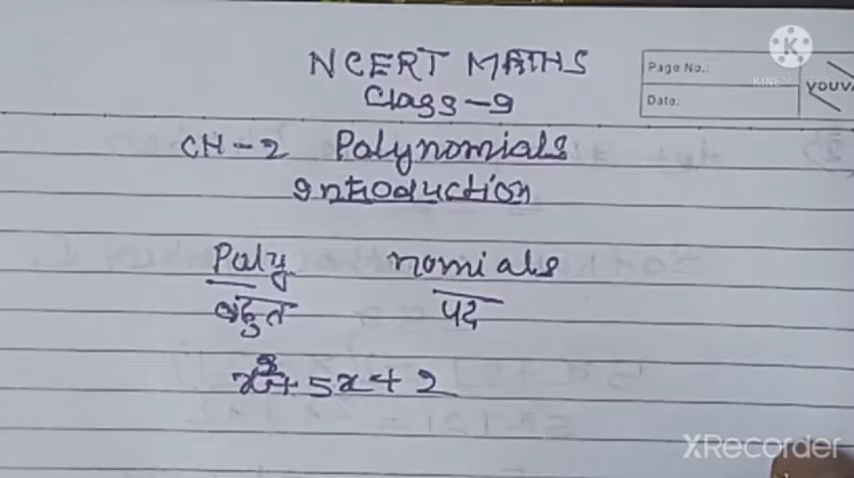 NCERT MATHS
Class-9
CH-2 Polynomials
Introduction
Poly nomials
बहुत पद
x²+5x+2
Page No.:
Date:
YOUVA
K
XRecorder